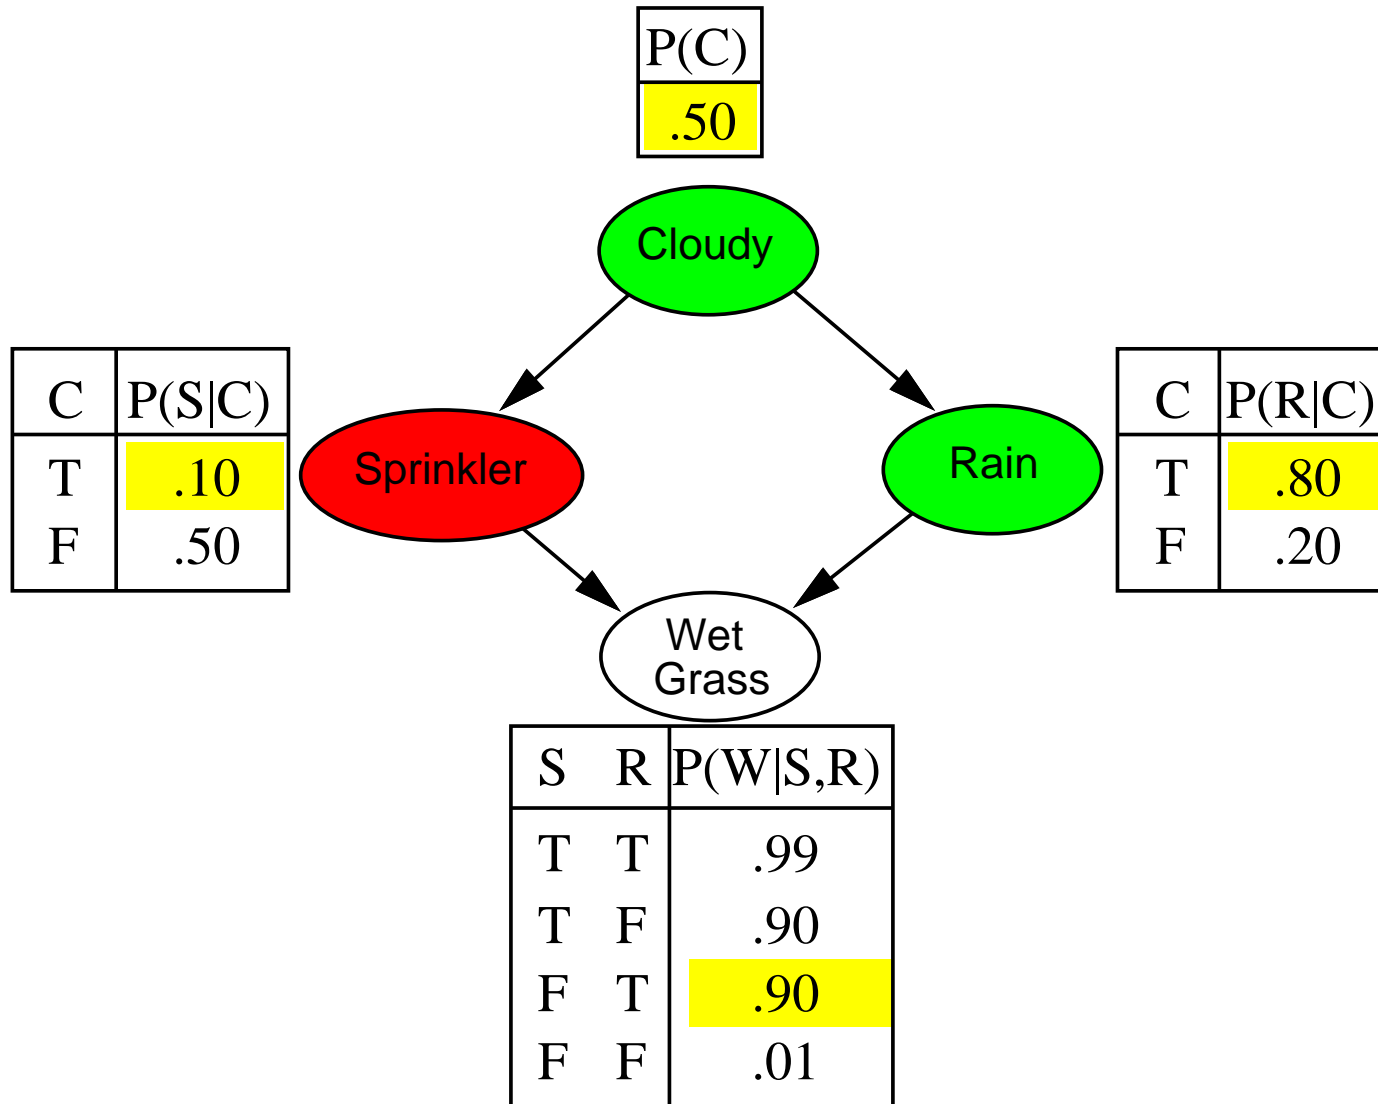 P(C)
.50
Cloudy
C P(S|C)
T .10
F .50
Sprinkler
Rain
C P(R|C)
T .80
F .20
Wet
Grass
S R P(W|S,R)
T T .99
T F .90
F T .90
F F .01